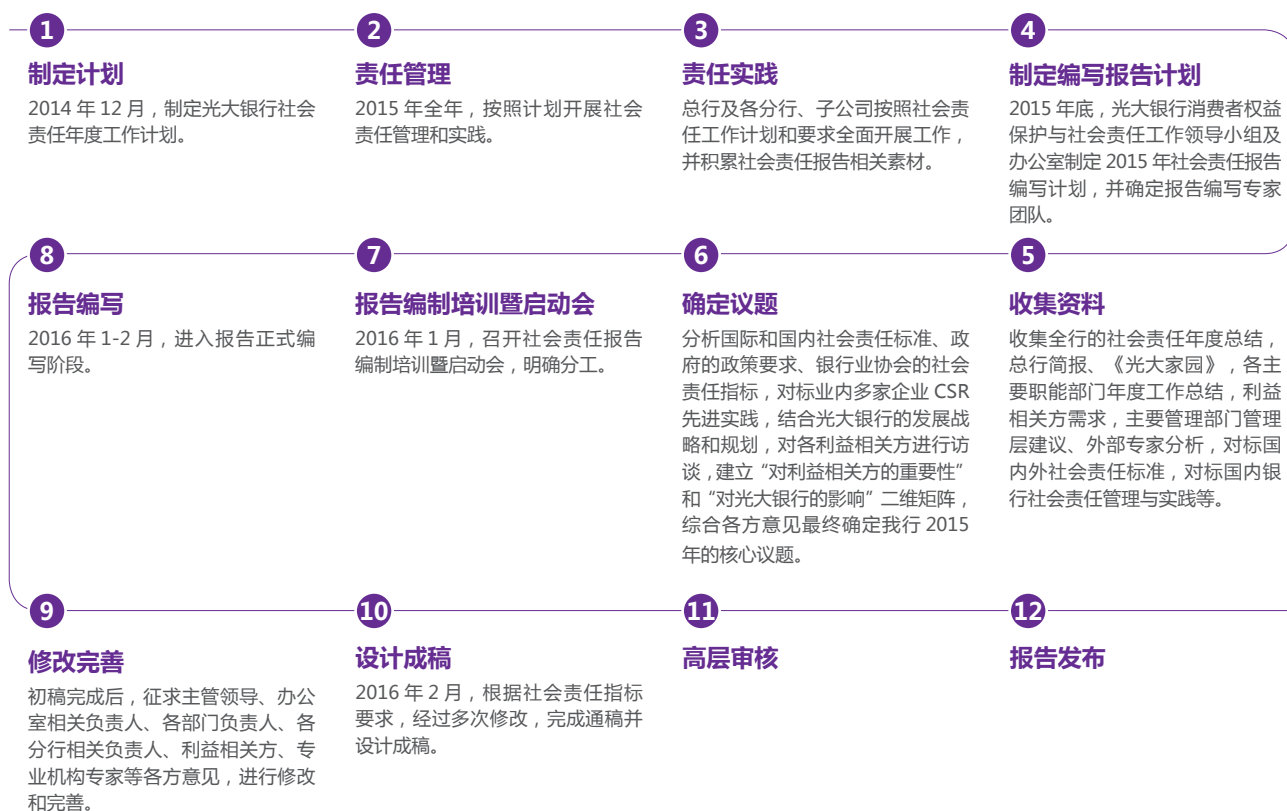 1
制定计划
2014 年 12 月，制定光大银行社会
责任年度工作计划。
2
责任管理
2015 年全年，按照计划开展社会
责任管理和实践。
3
责任实践
总行及各分行、子公司按照社会责
任工作计划和要求全面开展工作，
并积累社会责任报告相关素材。
4
制定编写报告计划
2015 年底，光大银行消费者权益
保护与社会责任工作领导小组及
办公室制定 2015 年社会责任报告
编写计划，并确定报告编写专家
团队。
5
收集资料
收集全行的社会责任年度总结，
总行简报、《光大家园》，各主
要职能部门年度工作总结，利益
相关方需求，主要管理部门管理
层建议、外部专家分析，对标国
内外社会责任标准，对标国内银
行社会责任管理与实践等。
6
确定议题
分析国际和国内社会责任标准、政
府的政策要求、银行业协会的社会
责任指标，对标业内多家企业 CSR
先进实践，结合光大银行的发展战
略和规划，对各利益相关方进行访
谈，建立“对利益相关方的重要性”
和“对光大银行的影响”二维矩阵，
综合各方意见最终确定我行 2015
年的核心议题。
7
报告编制培训暨启动会
2016 年 1 月，召开社会责任报告
编制培训暨启动会，明确分工。
8
报告编写
2016 年 1-2 月，进入报告正式编
写阶段。
9
修改完善
初稿完成后，征求主管领导、办公
室相关负责人、各部门负责人、各
分行相关负责人、利益相关方、专
业机构专家等各方意见，进行修改
和完善。
10
设计成稿
2016 年 2 月，根据社会责任指标
要求，经过多次修改，完成通稿并
设计成稿。
11
高层审核
12
报告发布